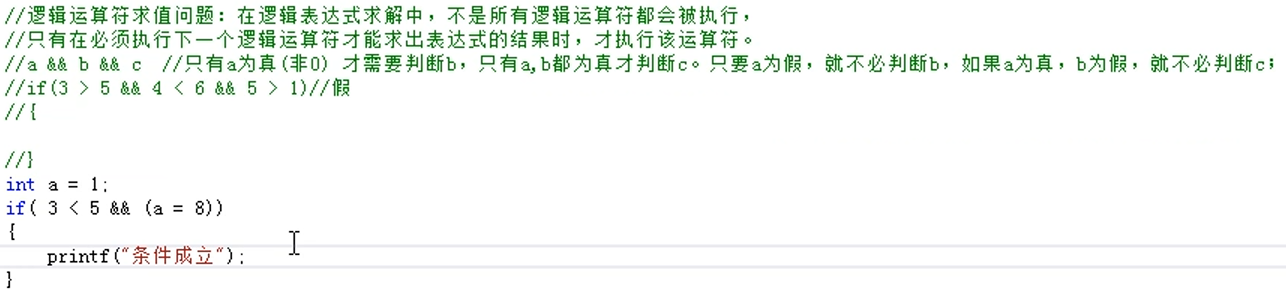 //逻辑运算符求值问题：在逻辑表达式求解中，不是所有逻辑运算符都会被执行，
//只有在必须执行下一个逻辑运算符才能求出表达式的结果时，才执行该运算符。
//a && b && c  //只有a为真(非0) 才需要判断b，只有a,b都为真才判断c。只要a为假，就不必判断b，如果a为真，b为假，就不必判断c；
//if(3 > 5 && 4 < 6 && 5 > 1)//假
//{
//}
int a = 1;
if( 3 < 5 && (a = 8))
{
    printf("条件成立");
}